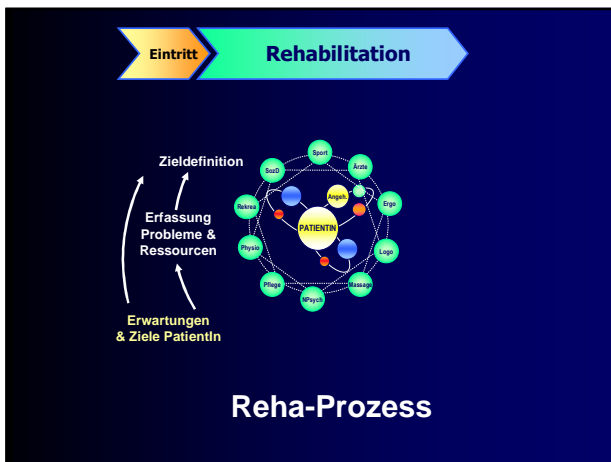 Eintritt
Rehabilitation
Zieldefinition
Erfassung
Probleme &
Ressourcen
Erwartungen
& Ziele PatientIn
Sport
SozD
Ärzte
Angeh.
Rekrea
Ergo
PATIENTIN
Physio
Logo
Pflege
Massage
NPsych
Reha-Prozess